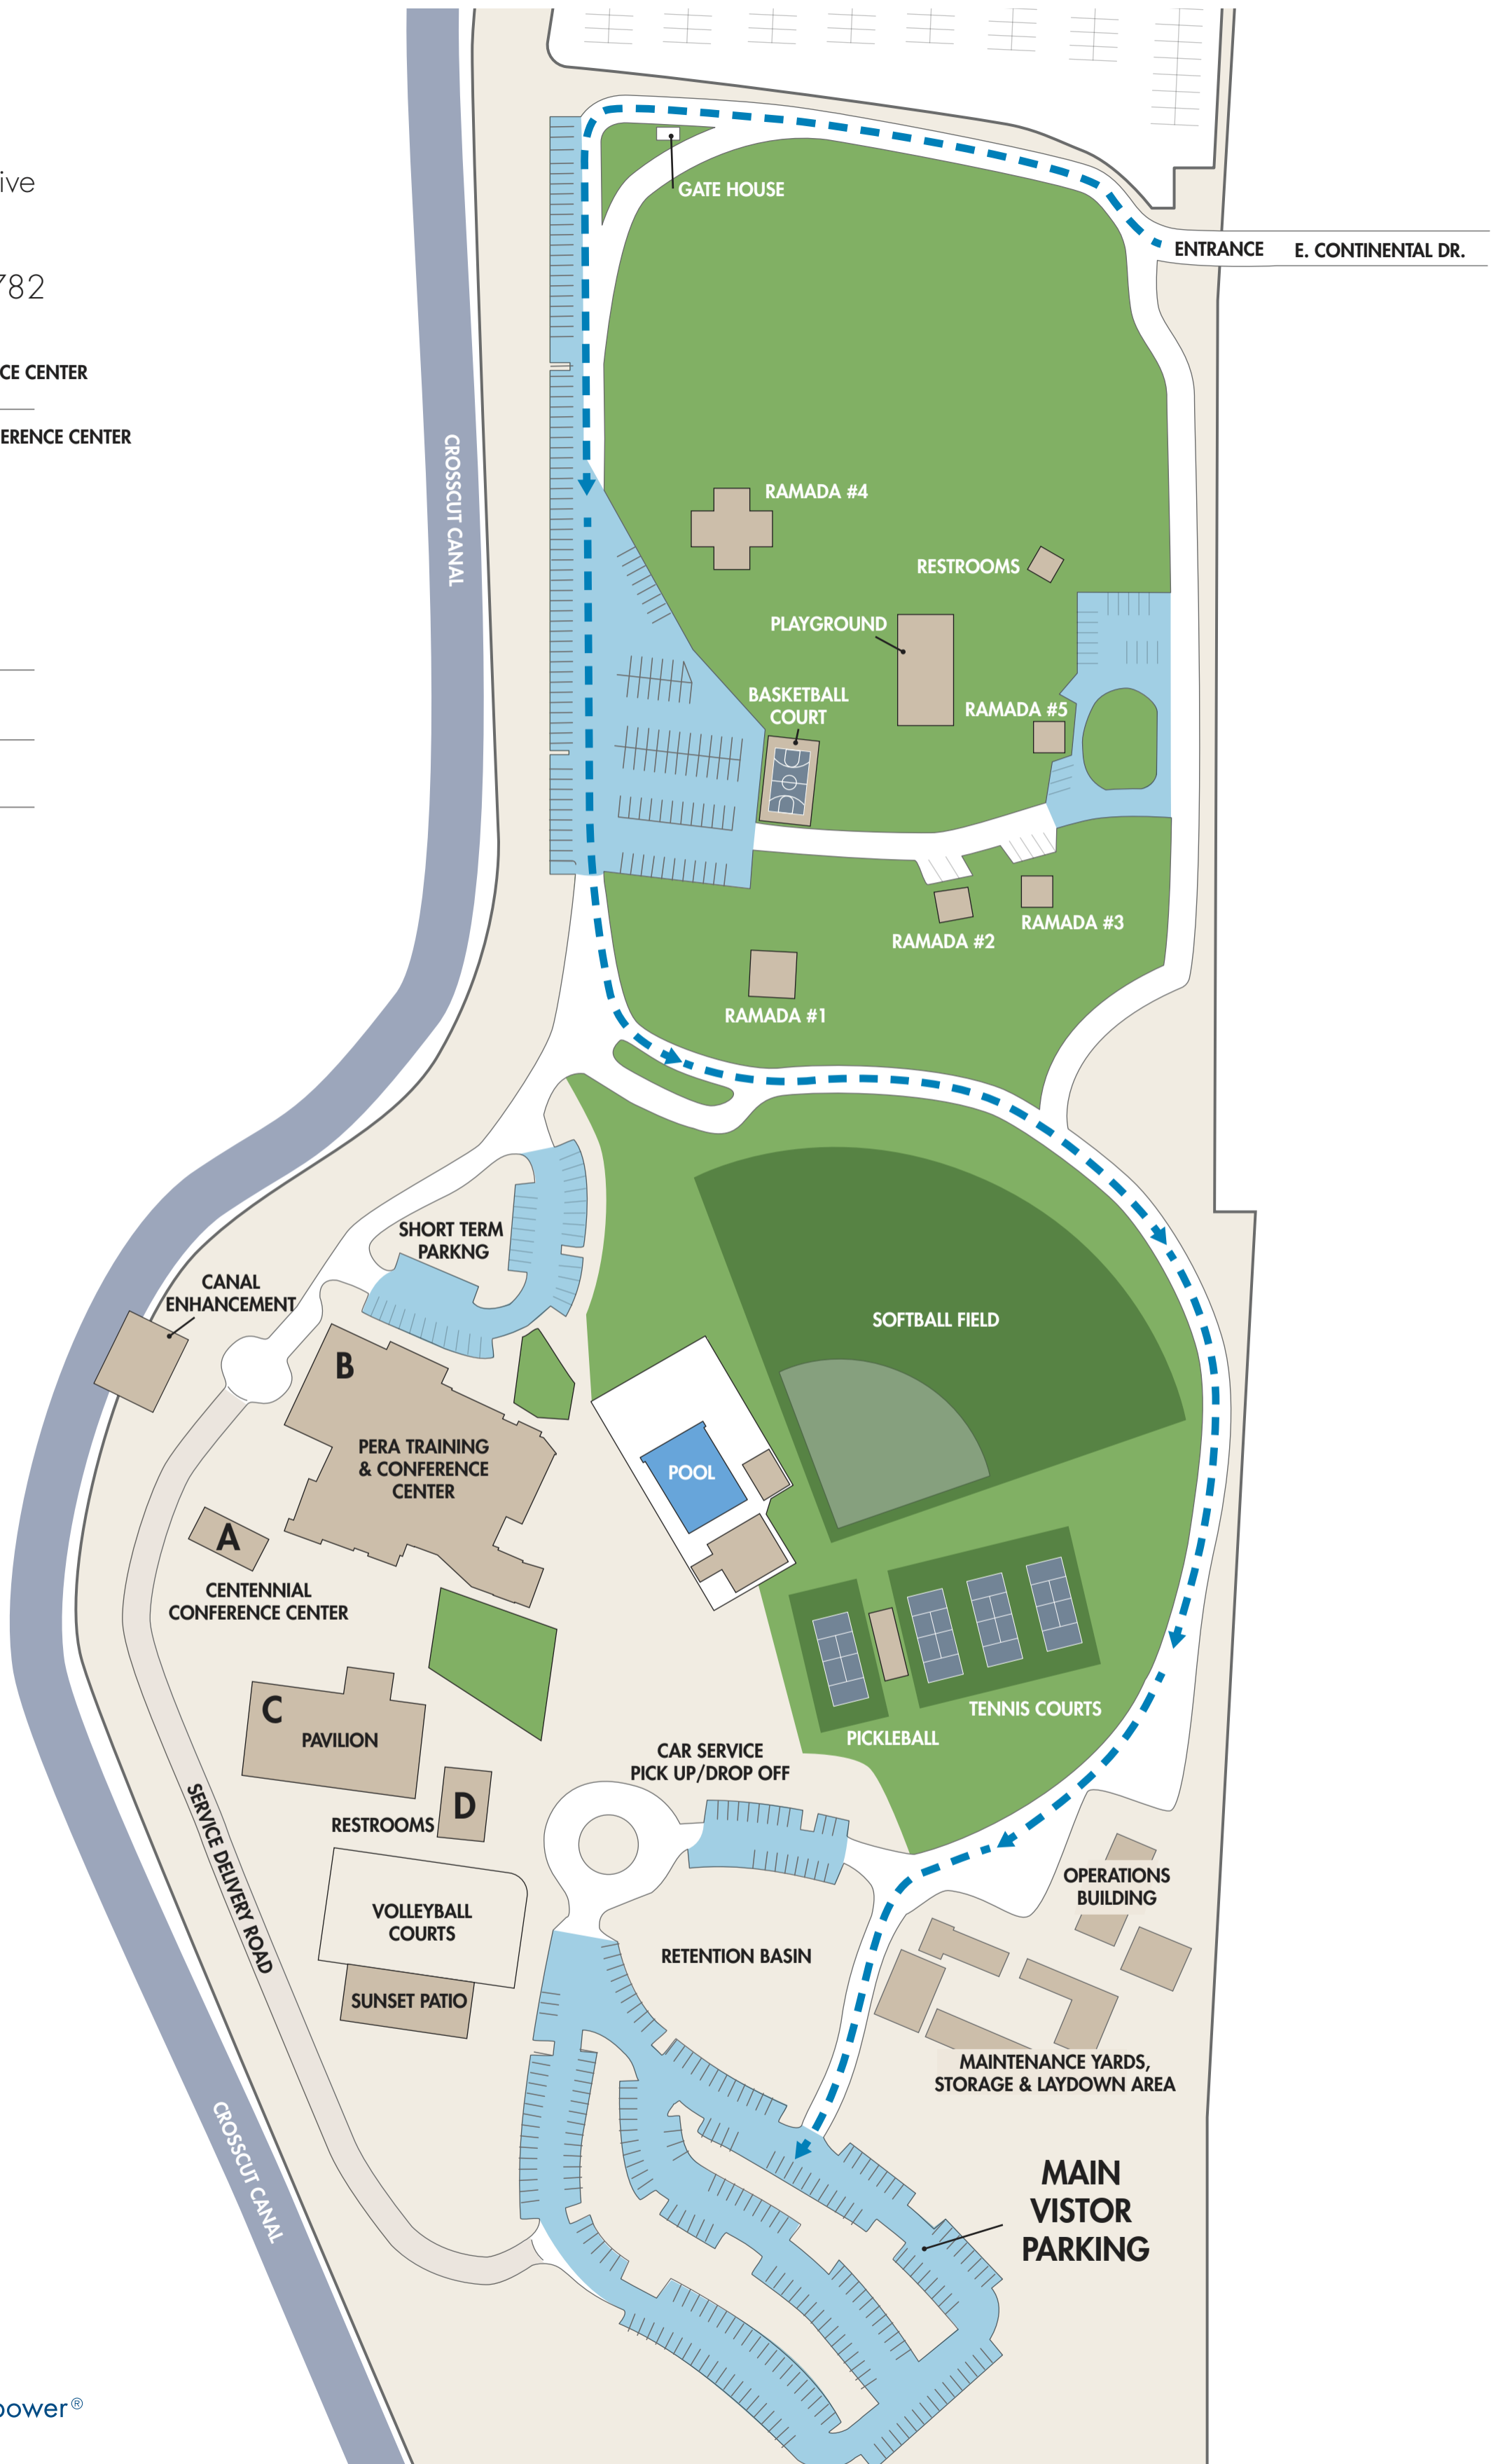 ive
782
CE CENTER
ERENCE CENTER
GATE HOUSE
ENTRANCE
E. CONTINENTAL DR.
CROSSCUT CANAL
RAMADA #4
RESTROOMS
PLAYGROUND
BASKETBALL
COURT
RAMADA #5
RAMADA #2
RAMADA #3
RAMADA #1
SHORT TERM
PARKNG
CANAL
ENHANCEMENT
SOFTBALL FIELD
B
PERA TRAINING
& CONFERENCE
CENTER
POOL
A
CENTENNIAL
CONFERENCE CENTER
C
PAVILION
TENNIS COURTS
PICKLEBALL
CAR SERVICE
PICK UP/DROP OFF
D
RESTROOMS
SERVICE DELIVERY ROAD
VOLLEYBALL
COURTS
OPERATIONS
BUILDING
RETENTION BASIN
SUNSET PATIO
MAINTENANCE YARDS,
STORAGE & LAYDOWN AREA
CROSSCUT CANAL
MAIN
VISTOR
PARKING
power®